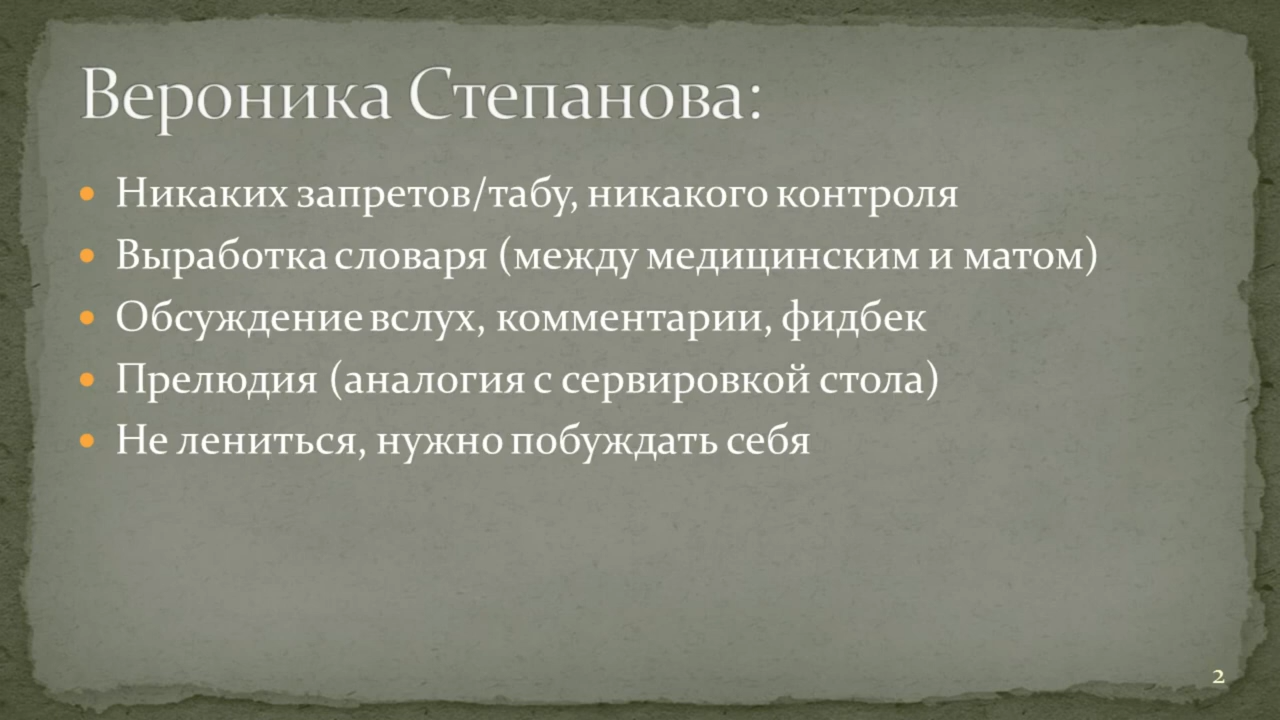 Вероника Степанова:
• Никаких запретов/табу, никакого контроля
• Выработка словаря (между медицинским и матом)
• Обсуждение вслух, комментарии, фидбек
• Прелюдия (аналогия с сервировкой стола)
• Не лениться, нужно побуждать себя
2